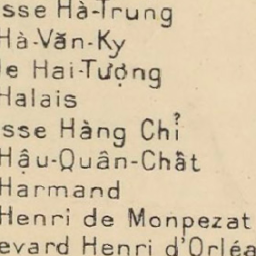 sse Hà-Trung
Hà-Văn-Ky
de Hai-Tượng
Halais
sse Hàng Chỉ
Hậu-Quân-Chất
Harmand
Henri de Monpezat
evard Henri d'Orléa